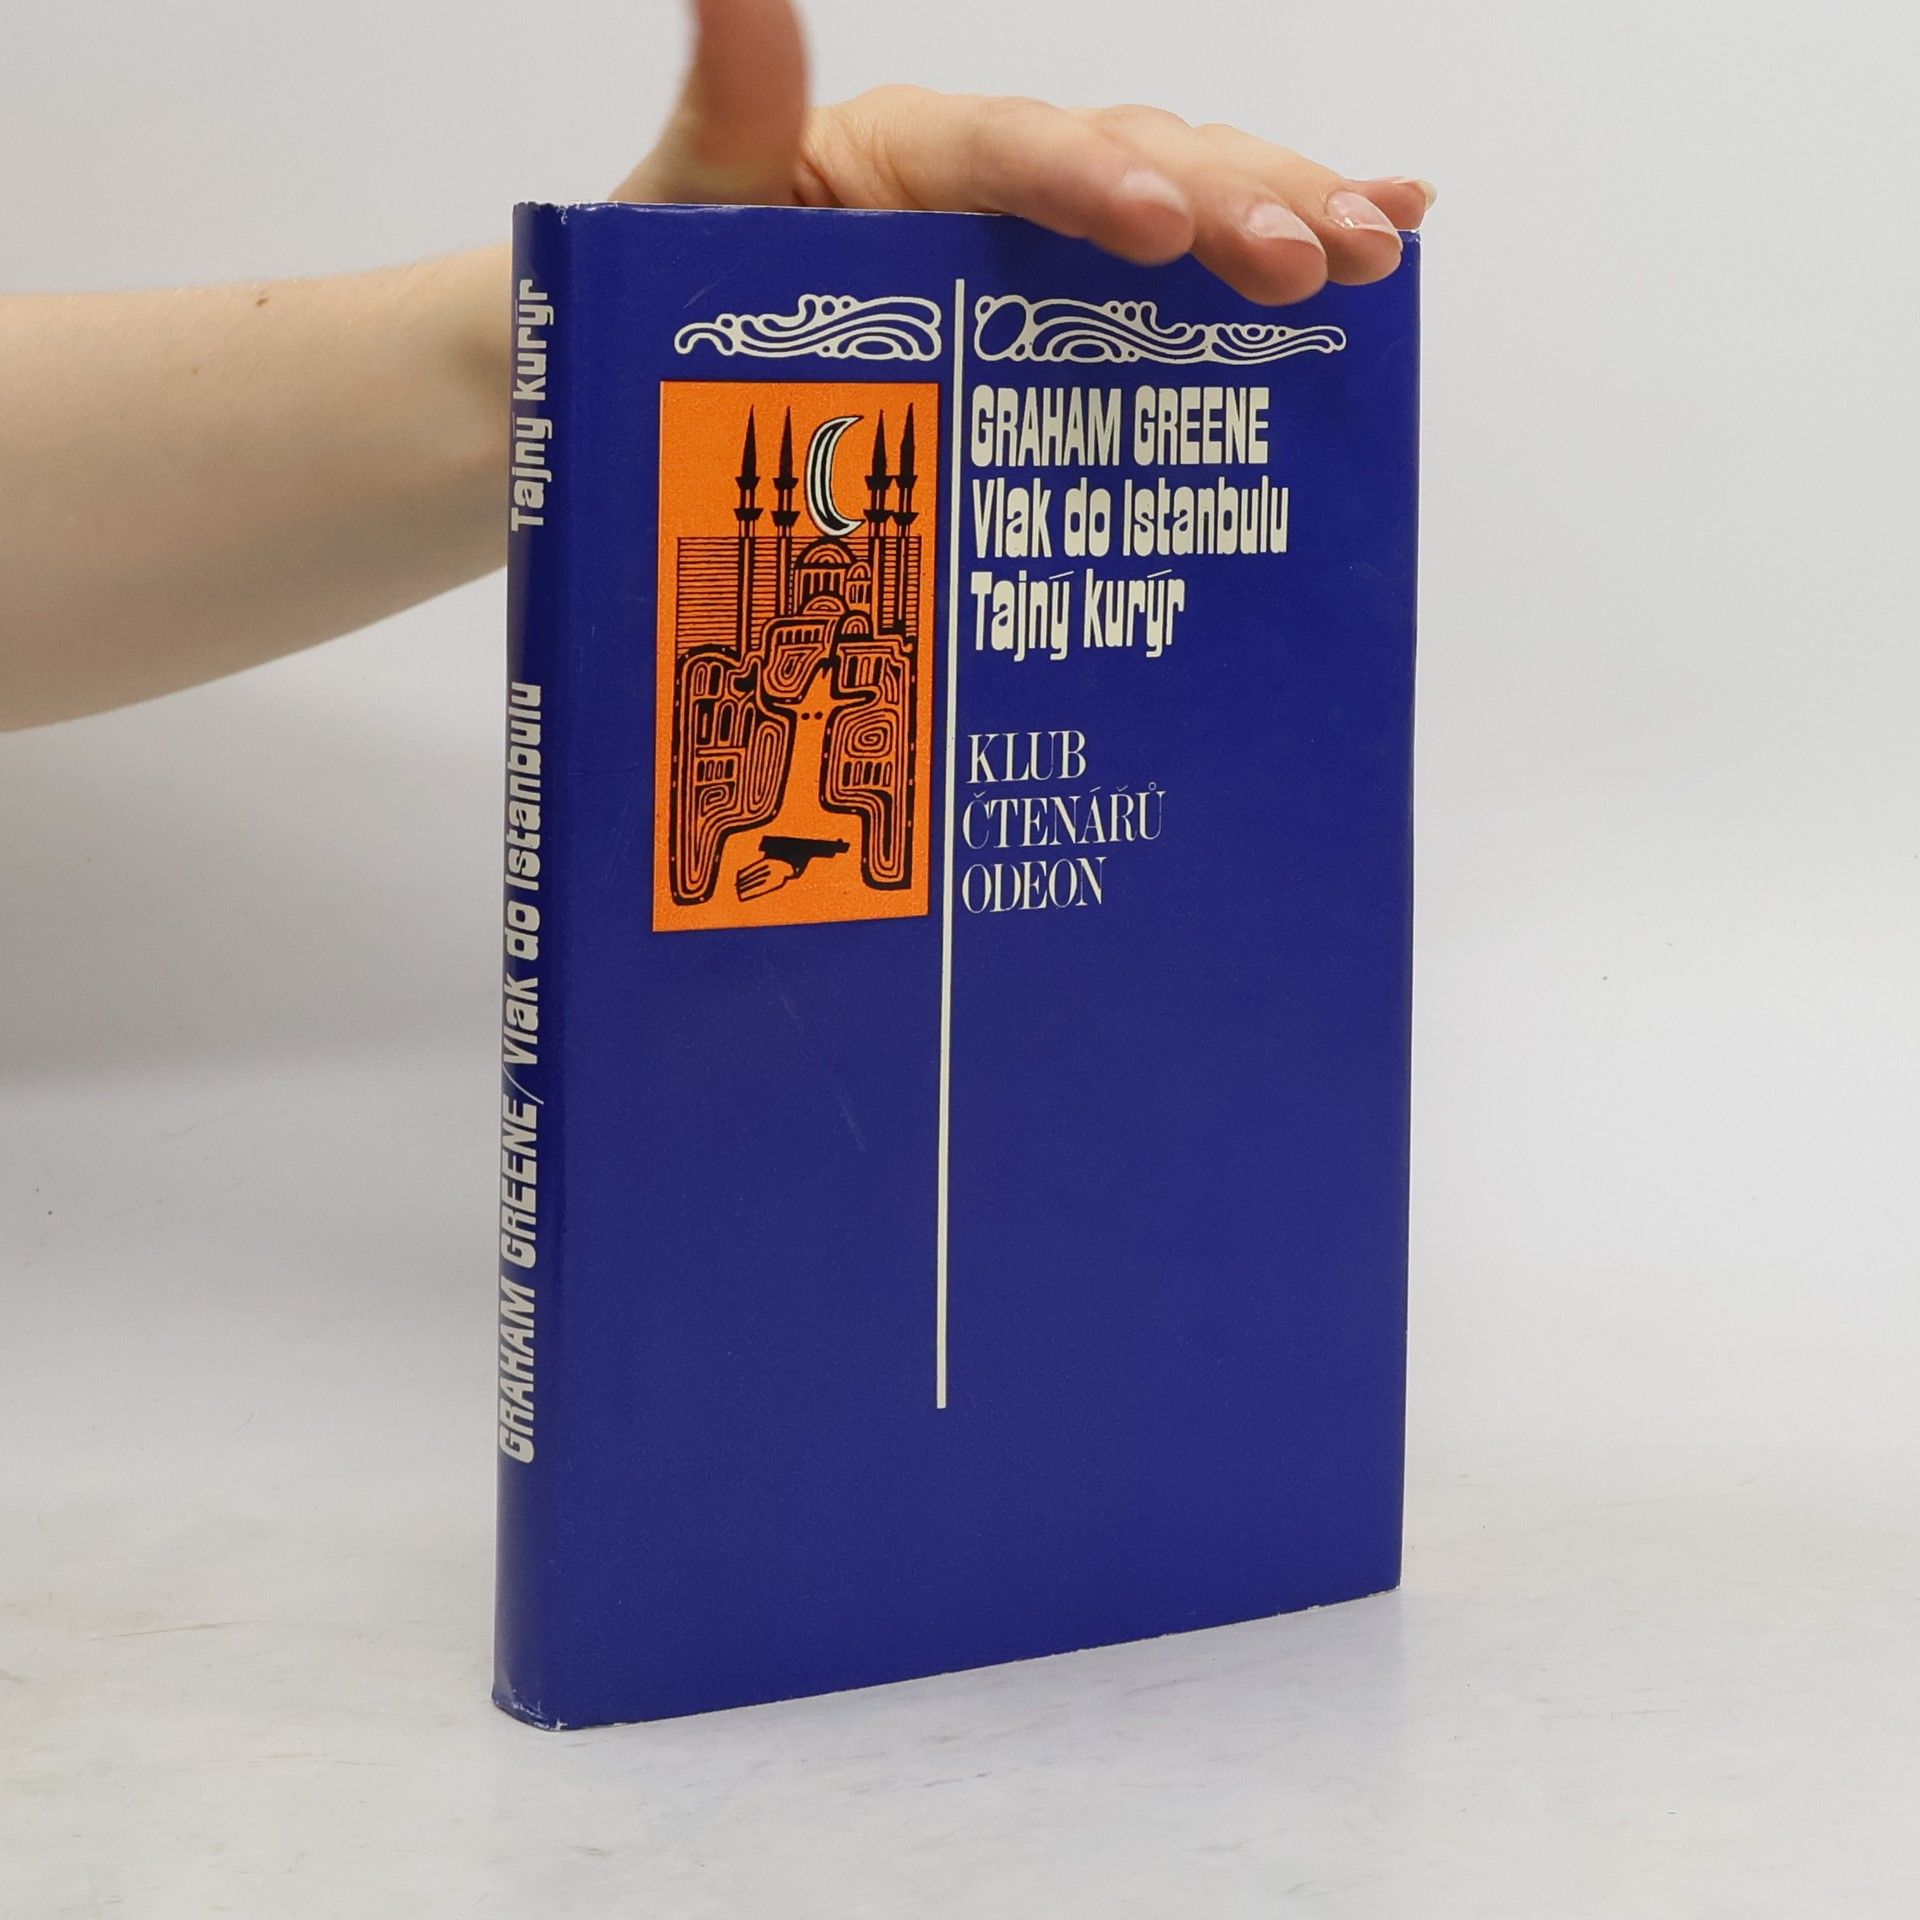 GRAHAM GREENE
Vlak do Istanbulu
Tajný kurýr
KLUB
ČTENÁŘŮ
ODEON
GRAHAM GREENE/Vlak do Istanbulu Tajný kurýr